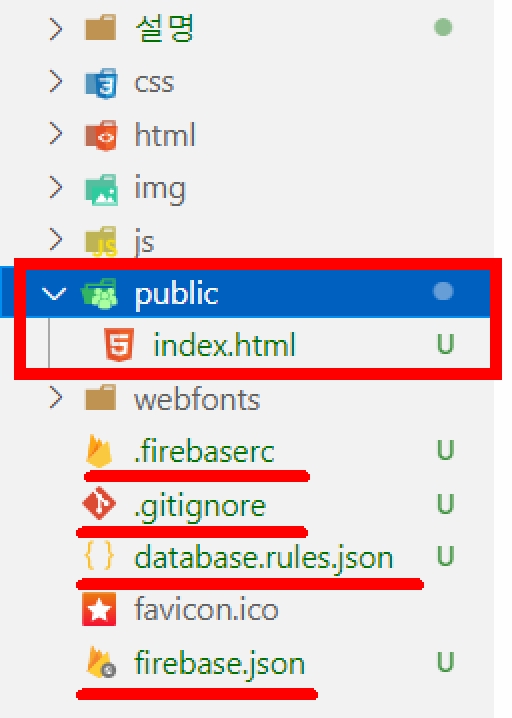 설명
css
html
img
js
public
index.html U
webfonts
.firebaserc U
.gitignore U
database.rules.json U
favicon.ico
firebase.json U